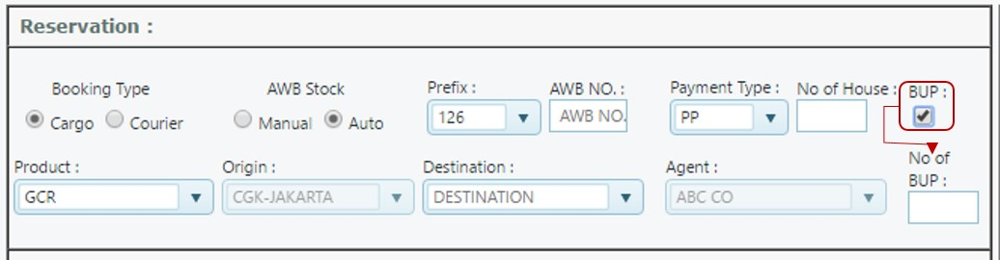 Reservation :
Booking Type AWB Stock Prefix : AWB NO. : Payment Type : No of House : BUP :
Cargo Courier Manual Auto 126 AWB NO. PP
Product : Origin : Destination : Agent : No of
BUP :
GCR CGK-JAKARTA DESTINATION ABC CO